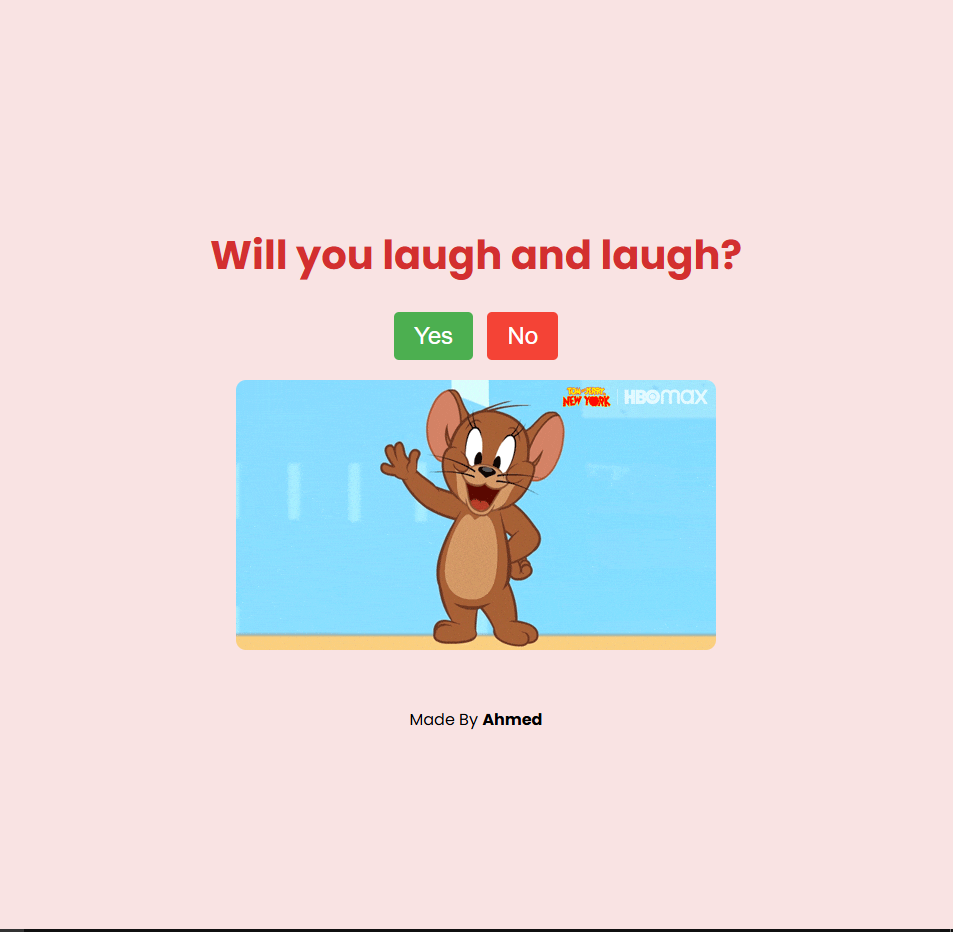 Will you laugh and laugh?
Yes No
TOM AND JERRY
NEW YORK HBOmax
Made By Ahmed